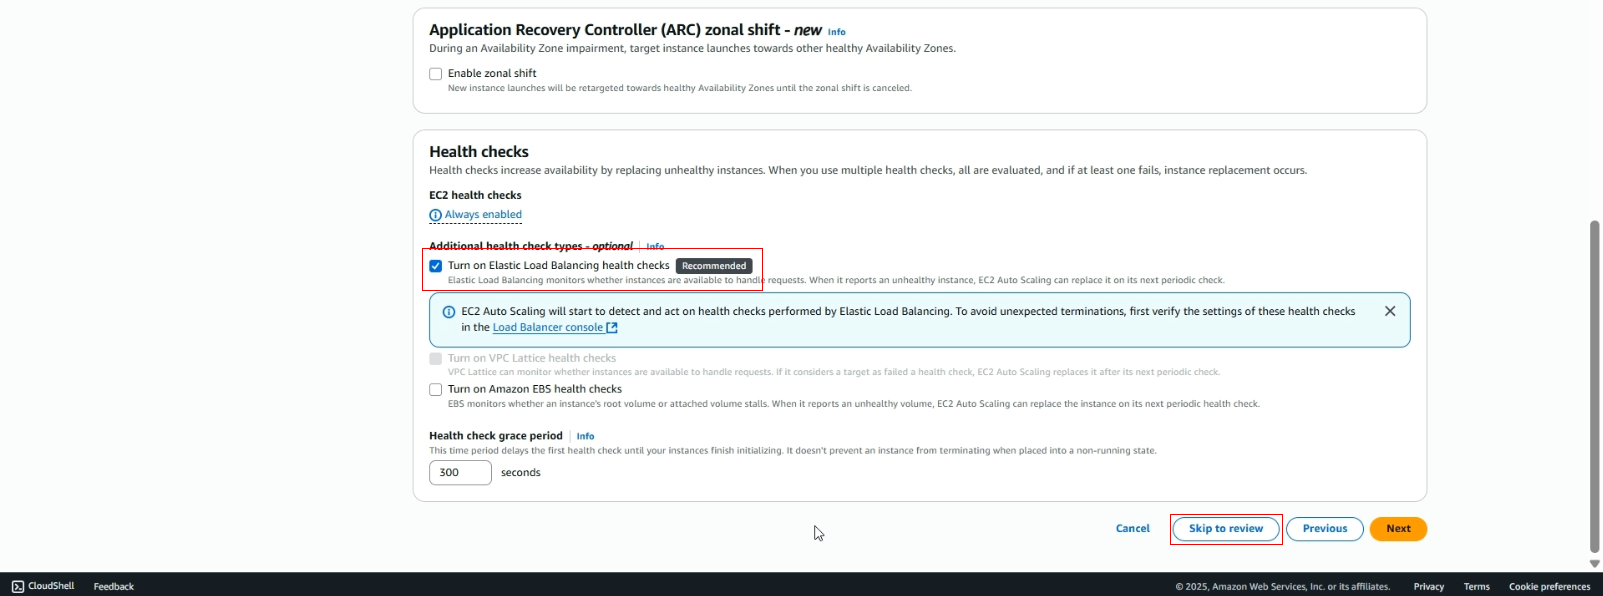 Application Recovery Controller (ARC) zonal shift - new Info
During an Availability Zone impairment, target instance launches towards other healthy Availability Zones.
Enable zonal shift
New instance launches will be retargeted towards healthy Availability Zones until the zonal shift is canceled.
Health checks
Health checks increase availability by replacing unhealthy instances. When you use multiple health checks, all are evaluated, and if at least one fails, instance replacement occurs.
EC2 health checks
Always enabled
Additional health check types - optional Info
Turn on Elastic Load Balancing health checks Recommended
Elastic Load Balancing monitors whether instances are available to handle requests. When it reports an unhealthy instance, EC2 Auto Scaling can replace it on its next periodic check.
EC2 Auto Scaling will start to detect and act on health checks performed by Elastic Load Balancing. To avoid unexpected terminations, first verify the settings of these health checks
in the Load Balancer console
Turn on VPC Lattice health checks
VPC Lattice can monitor whether instances are available to handle requests. If it considers a target as failed a health check, EC2 Auto Scaling replaces it after its next periodic check.
Turn on Amazon EBS health checks
EBS monitors whether an instance's root volume or attached volume stalls. When it reports an unhealthy volume, EC2 Auto Scaling can replace the instance on its next periodic health check.
Health check grace period Info
This time period delays the first health check until your instances finish initializing. It doesn't prevent an instance from terminating when placed into a non-running state.
300 seconds
Cancel Skip to review Previous Next
CloudShell Feedback © 2025, Amazon Web Services, Inc. or its affiliates. Privacy Terms Cookie preferences